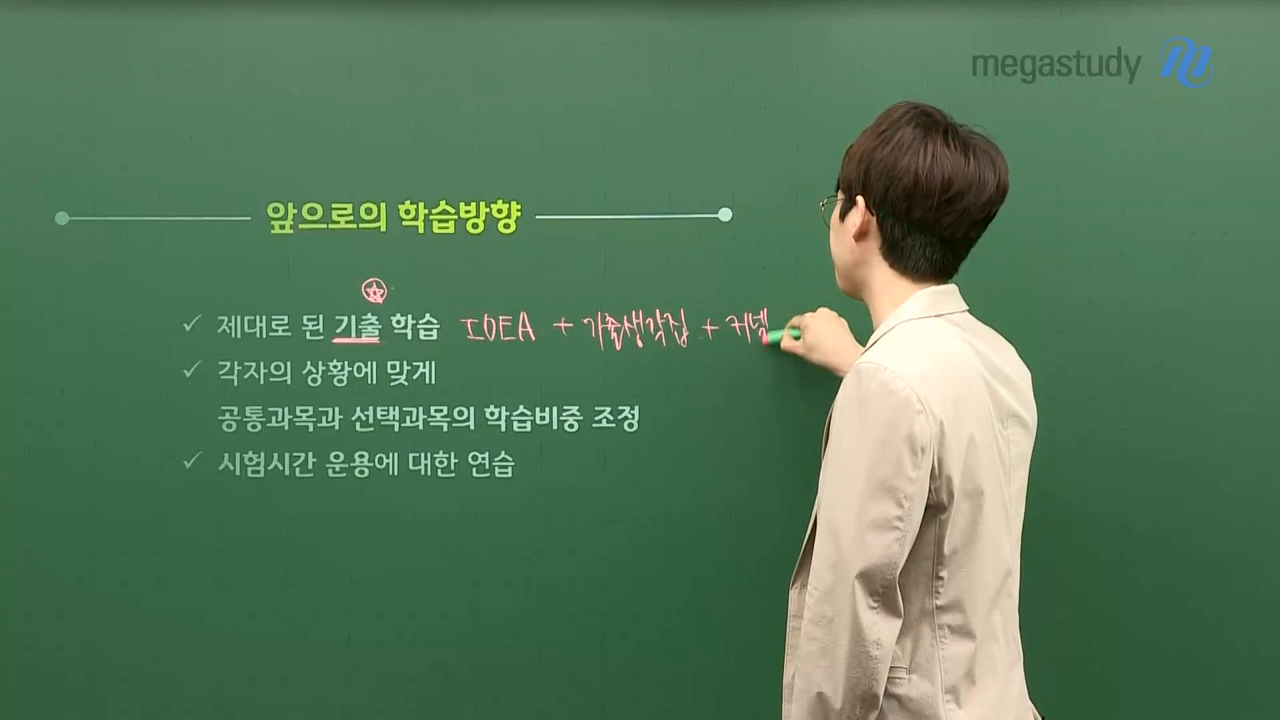 megastudy
앞으로의 학습방향
✓ 제대로 된 기출 학습 IDEA + 기출생각집 + 커넥
✓ 각자의 상황에 맞게
공통과목과 선택과목의 학습비중 조정
✓ 시험시간 운용에 대한 연습